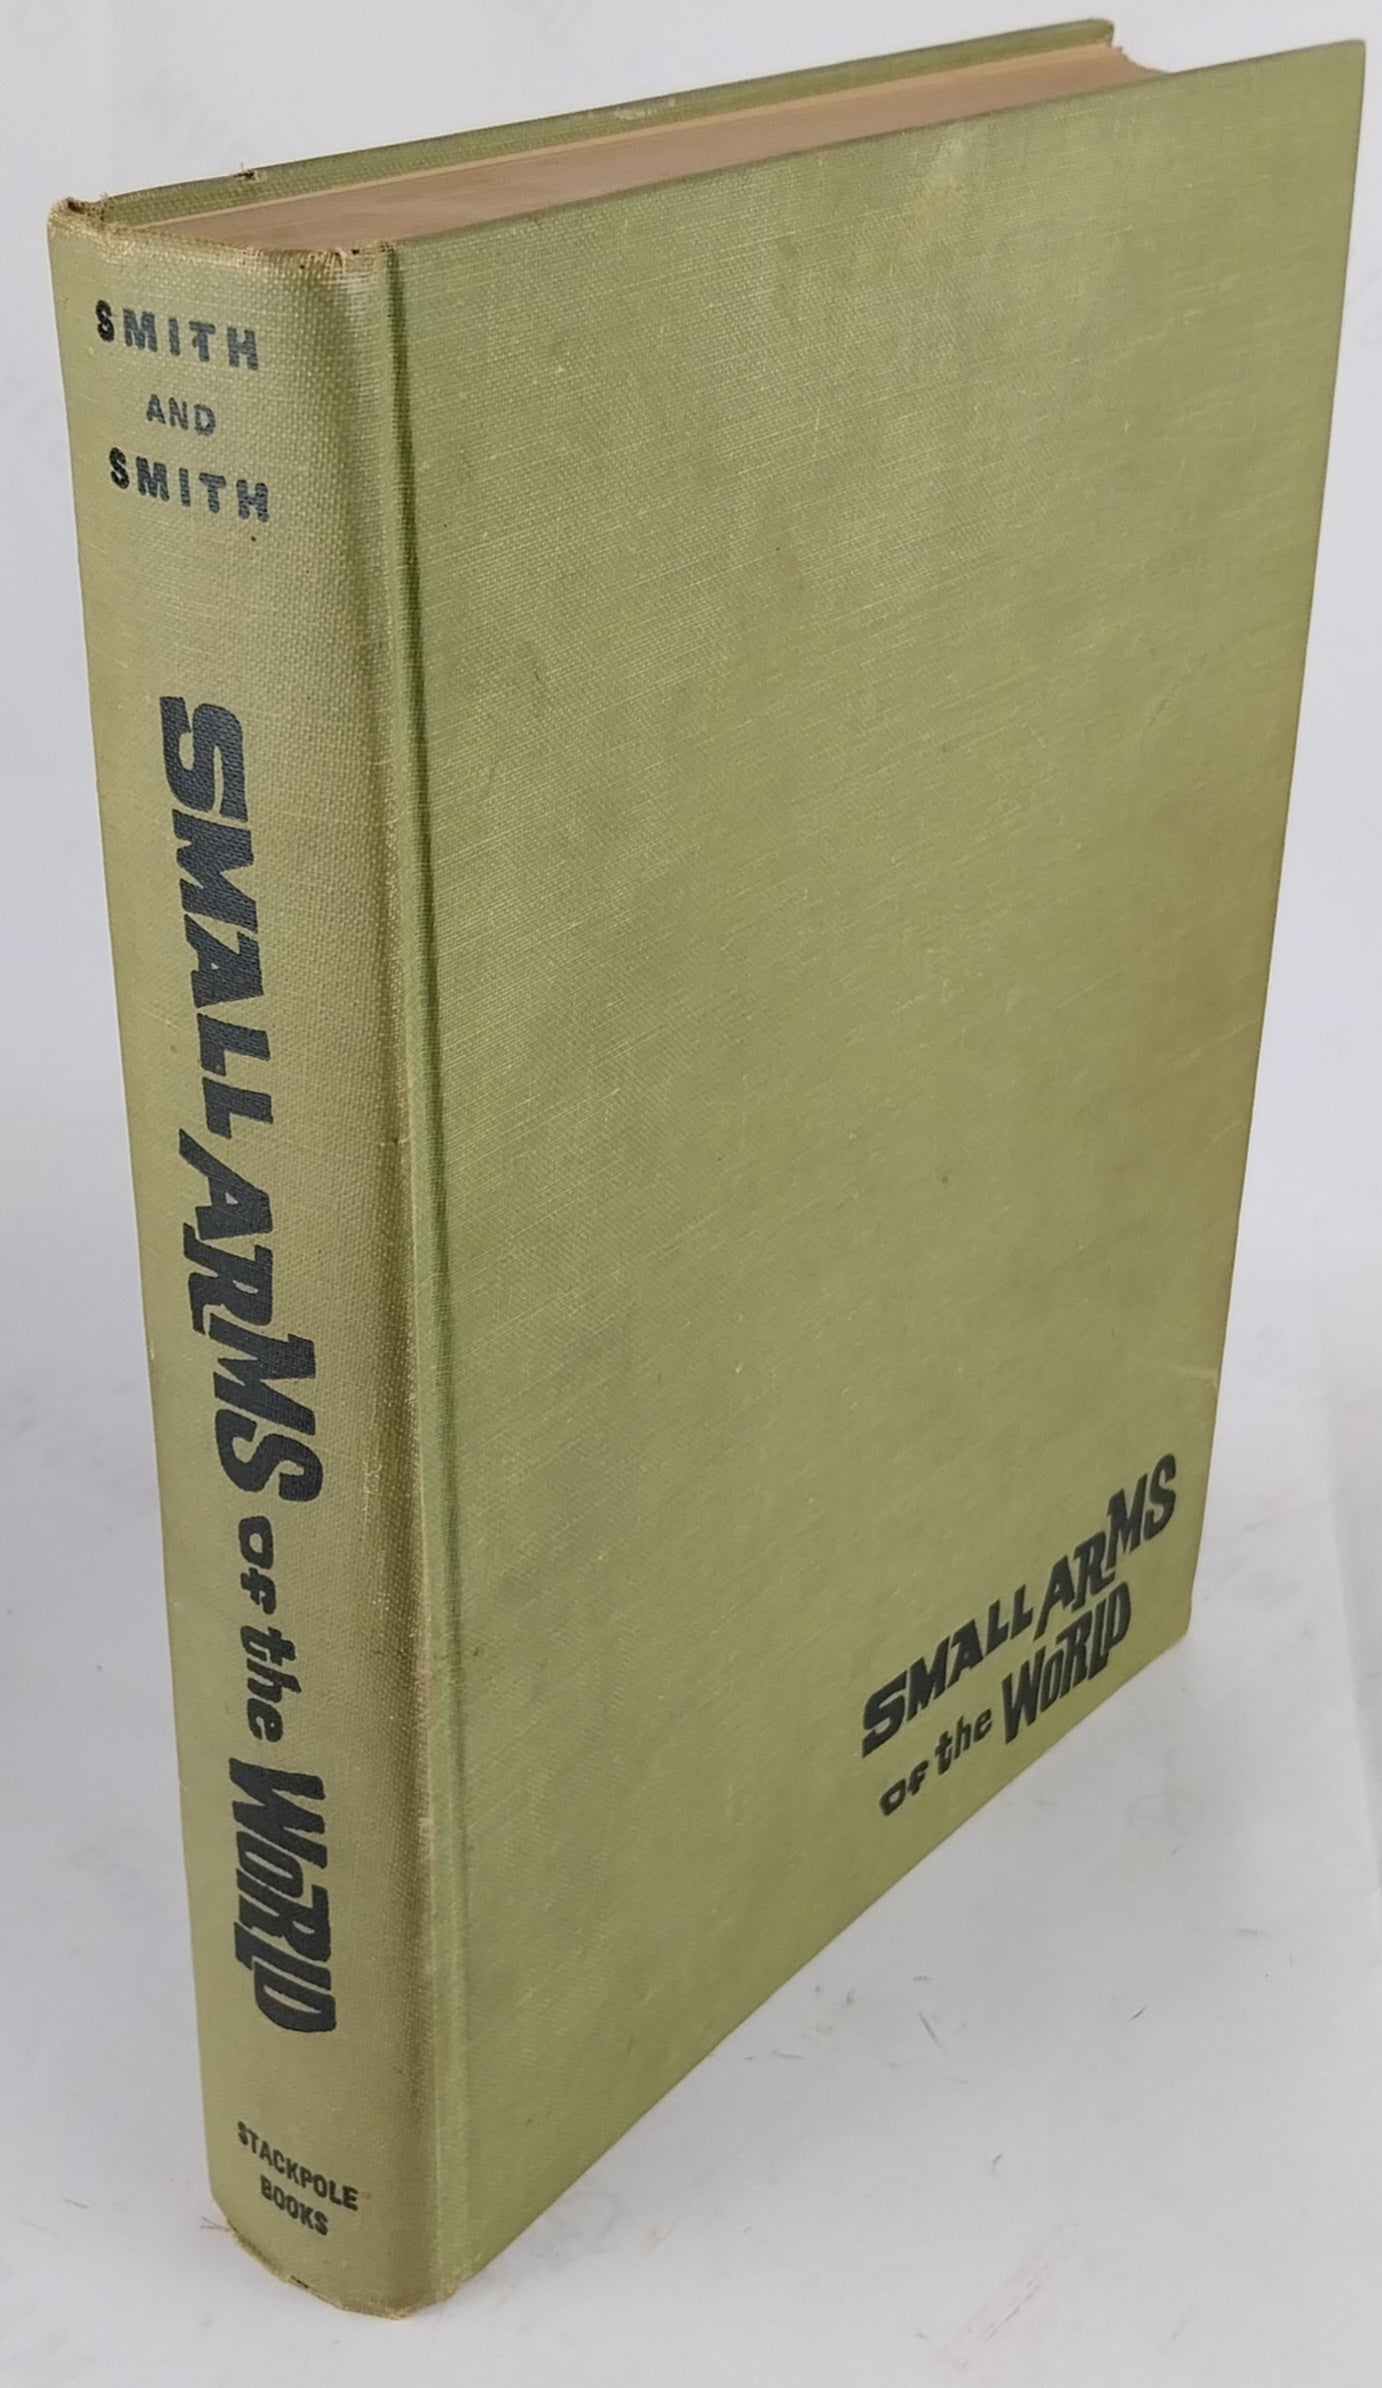 SMITH
AND
SMITH
SMALL ARMS of the WORLD
STACKPOLE
BOOKS
SMALL ARMS
of the WORLD